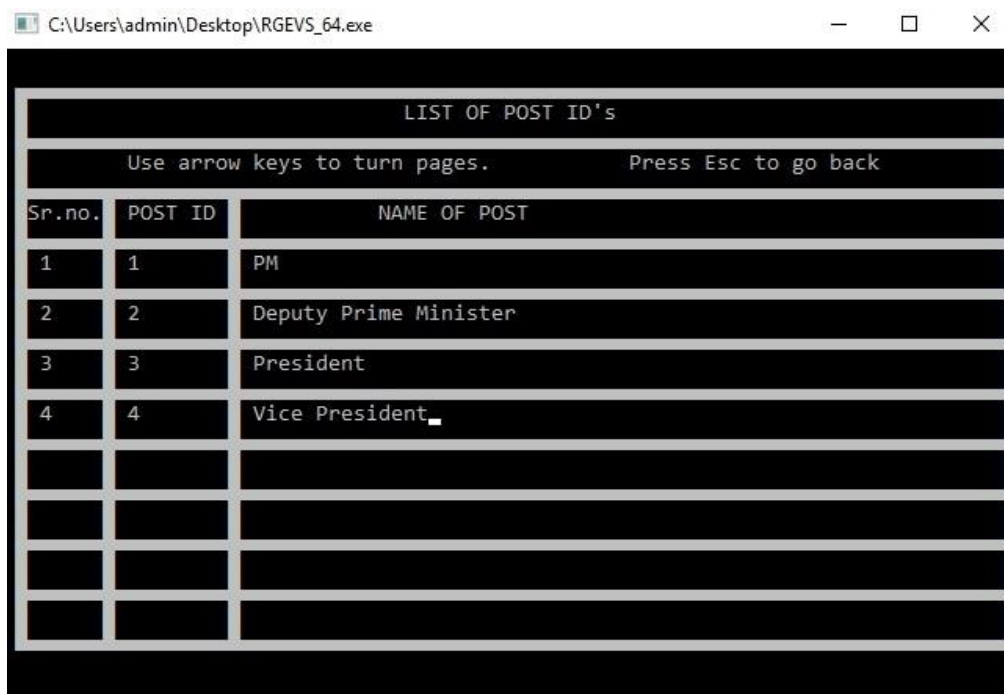 C:\Users\admin\Desktop\RGEVS_64.exe
LIST OF POST ID's
Use arrow keys to turn pages. Press Esc to go back
Sr.no. POST ID NAME OF POST
1 1 PM
2 2 Deputy Prime Minister
3 3 President
4 4 Vice President